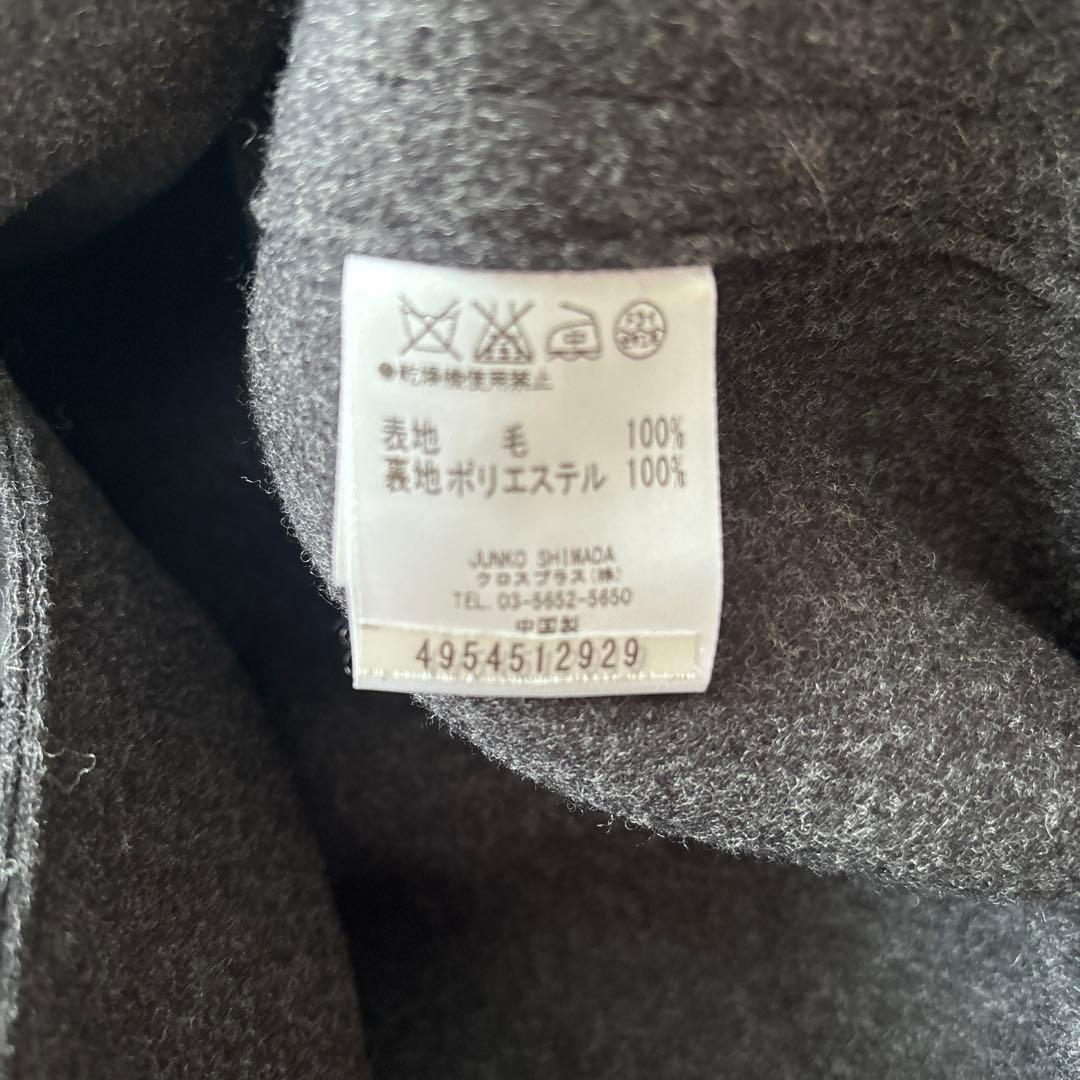 ●乾燥機使用禁止
表地 毛 100%
裏地 ポリエステル 100%
JUNKO SHIMADA
クロスプラス(株)
TEL. 03-5652-5650
中国製
4954512929